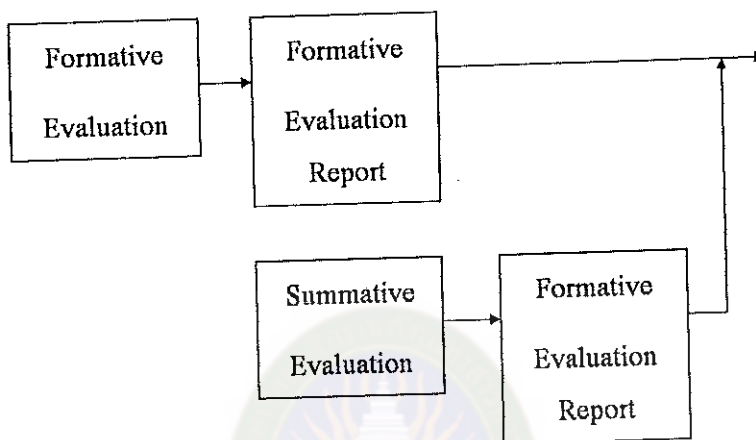 Formative
Evaluation
Formative
Evaluation
Report
Summative
Evaluation
Formative
Evaluation
Report